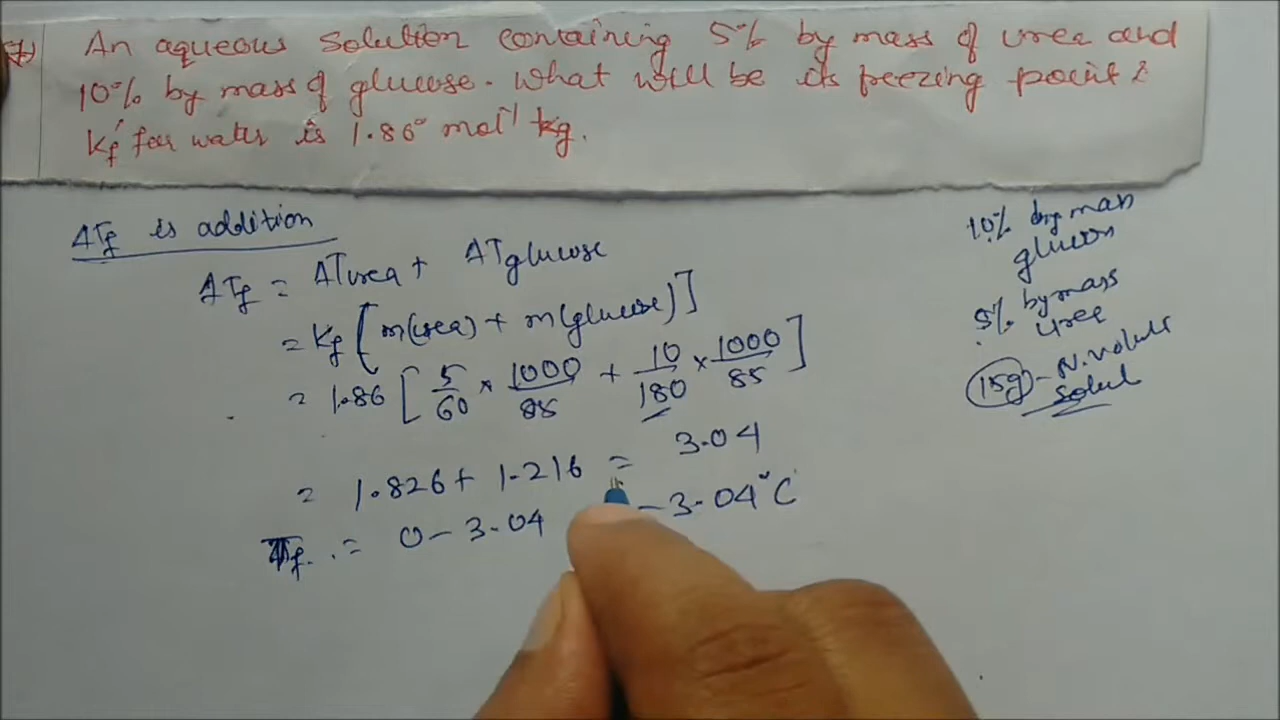 An aqueous solution containing 5% by mass of urea and
10% by mass of glucose. What will be its freezing point?
Kf for water is 1.86° mol⁻¹ kg.
ΔTf is addition
ΔTf = ΔTurea + ΔTglucose
= Kf [m(urea) + m(glucose)]
= 1.86 [5/60 × 1000/85 + 10/180 × 1000/85]
= 1.826 + 1.216 = 3.04
Tf = 0 - 3.04 - 3.04°C
10% by mass
glucose
5% by mass
urea
15g - N. volatile
Solut